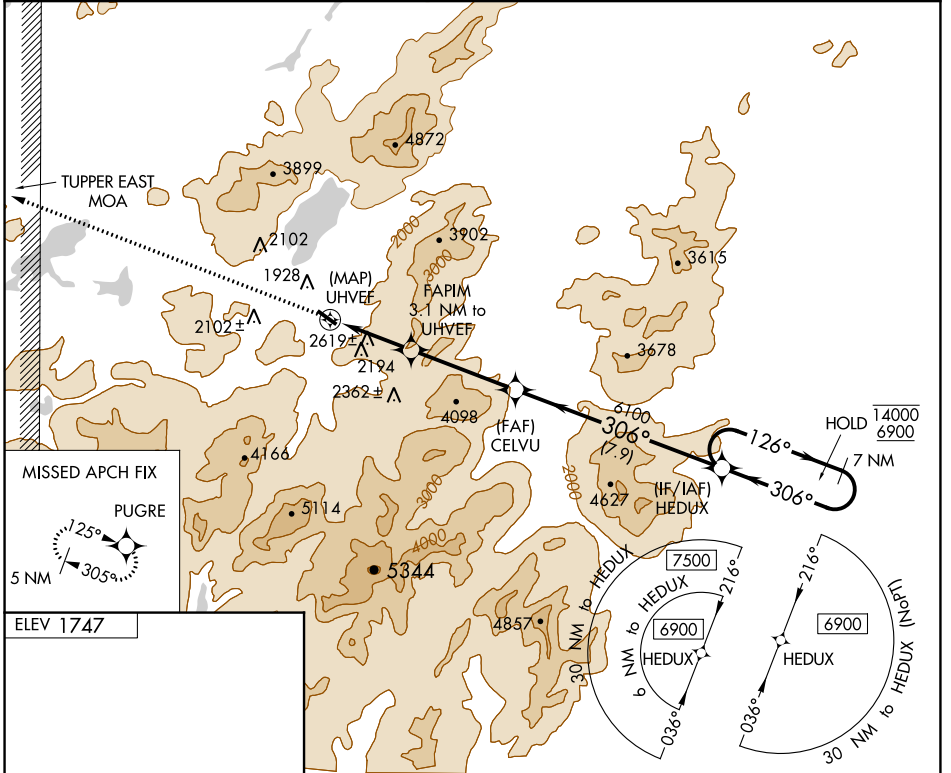 4872
3899
TUPPER EAST
MOA
2000
3902
3000
2102
3615
1928
(MAP)
UHVEF
FAPIM
3.1 NM to
UHVEF
2102±
2619±
2194
3678
2362±
4098
(FAF)
CELVU
6100
306°
(7.9)
HOLD
14000
6900
126°
7 NM
306°
4166
2000
4627
(IF/IAF)
HEDUX
MISSED APCH FIX
PUGRE
125°
305°
5 NM
3000
5114
4000
5344
4857
30 NM to HEDUX
7500
216°
6 NM to HEDUX
6900
HEDUX
036°
216°
6900
HEDUX
036°
30 NM to HEDUX (NoPT)
ELEV 1747